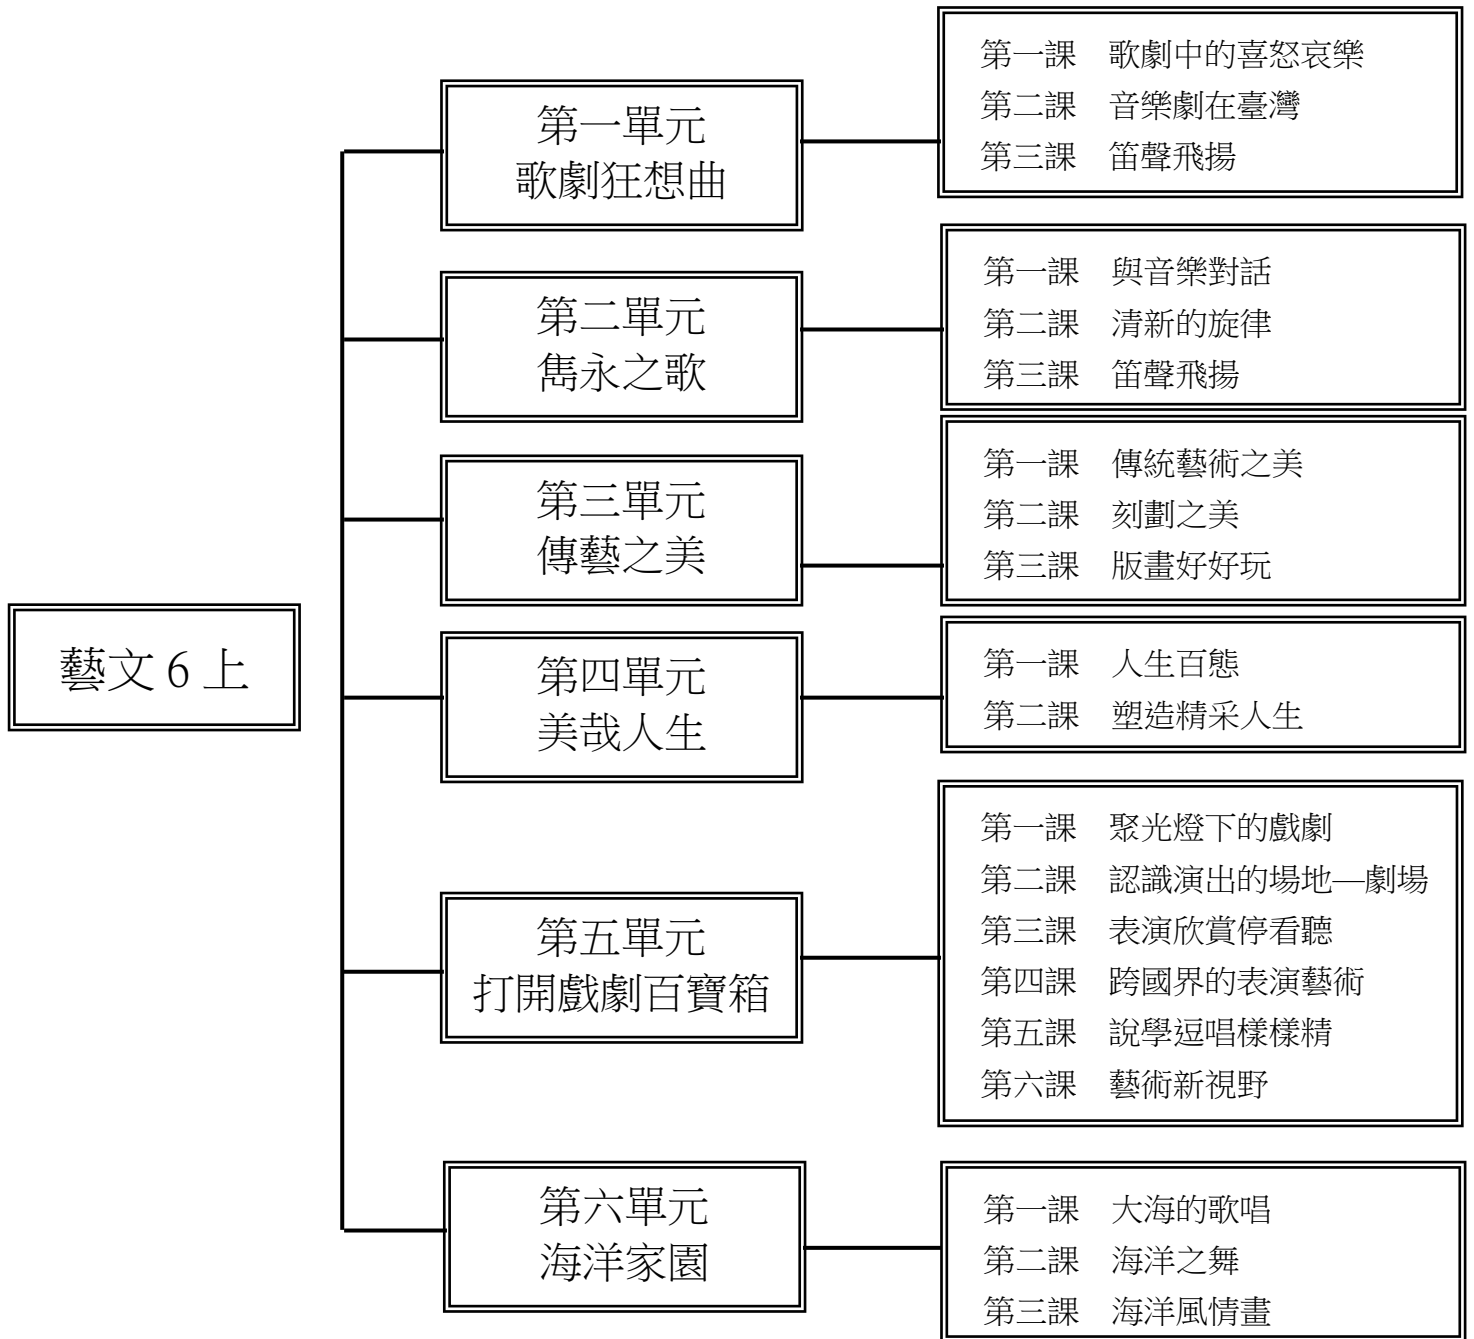 藝文 6 上
第一單元
歌劇狂想曲
第一課　歌劇中的喜怒哀樂
第二課　音樂劇在臺灣
第三課　笛聲飛揚
第二單元
雋永之歌
第一課　與音樂對話
第二課　清新的旋律
第三課　笛聲飛揚
第三單元
傳藝之美
第一課　傳統藝術之美
第二課　刻劃之美
第三課　版畫好好玩
第四單元
美哉人生
第一課　人生百態
第二課　塑造精采人生
第五單元
打開戲劇百寶箱
第一課　聚光燈下的戲劇
第二課　認識演出的場地—劇場
第三課　表演欣賞停看聽
第四課　跨國界的表演藝術
第五課　說學逗唱樣樣精
第六課　藝術新視野
第六單元
海洋家園
第一課　大海的歌唱
第二課　海洋之舞
第三課　海洋風情畫